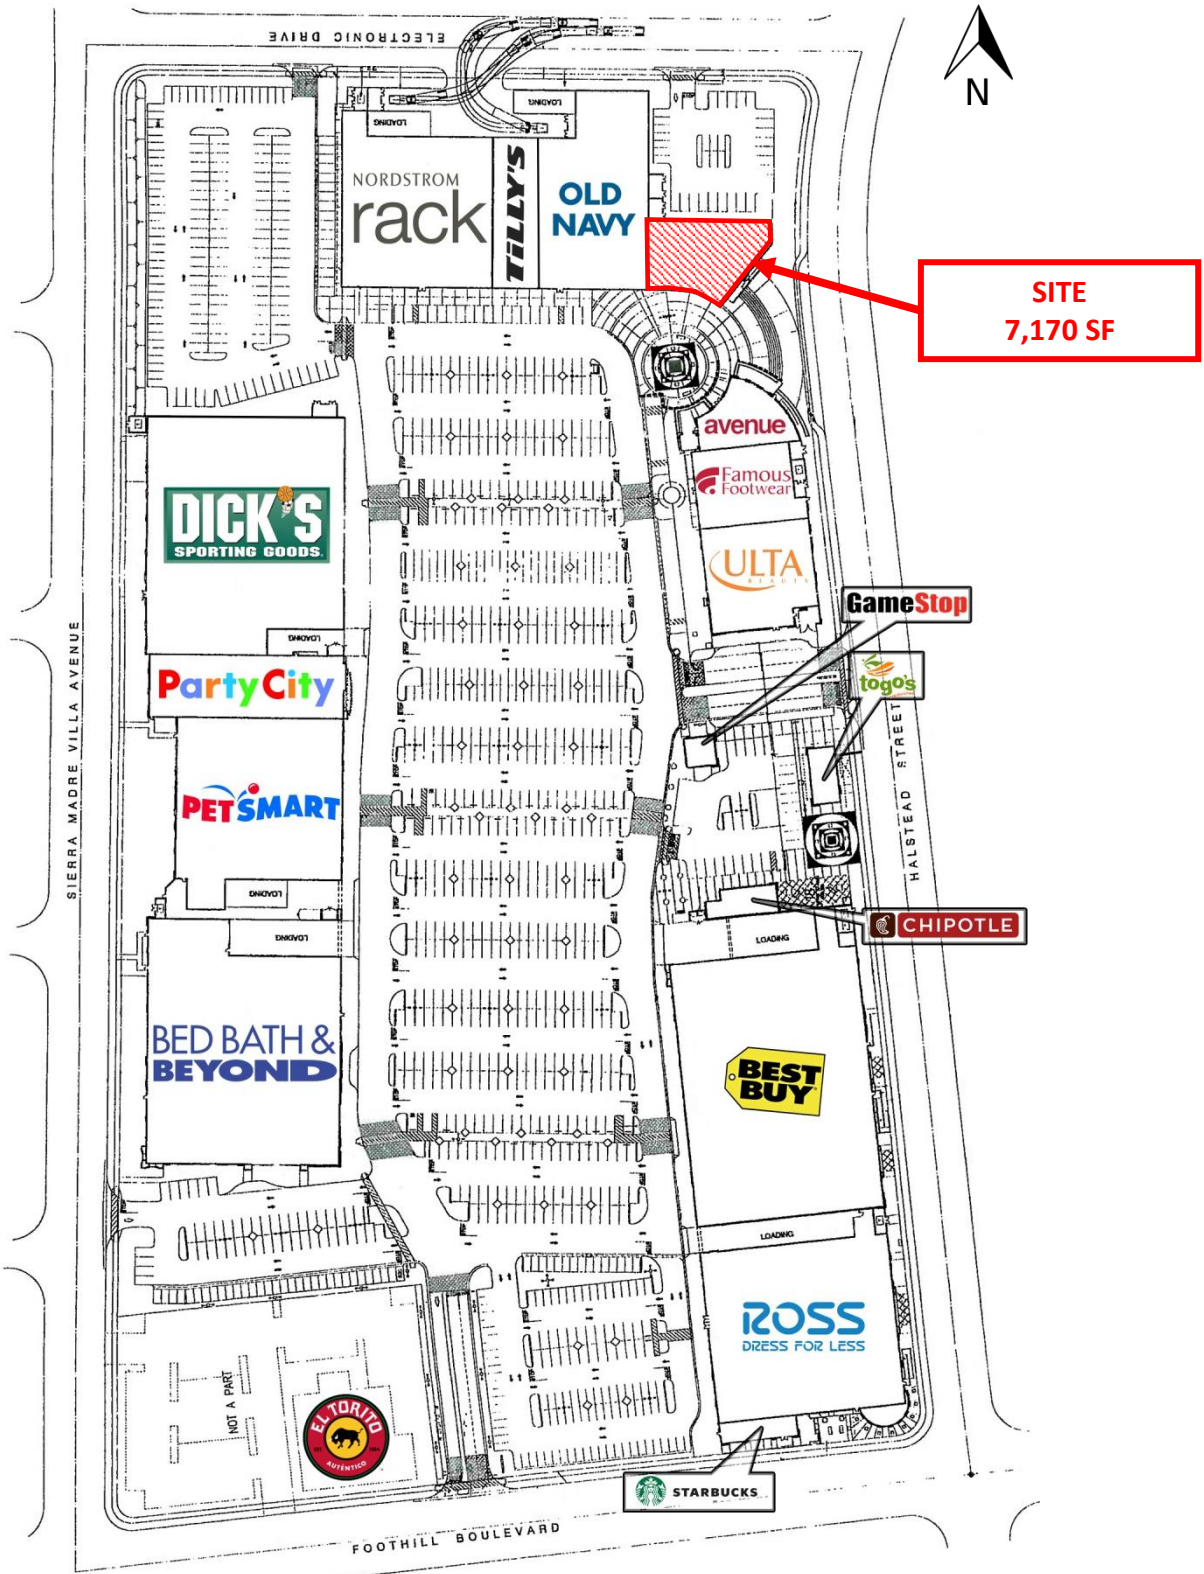 ELECTRONIC DRIVE
N
LOADING
LOADING
NORDSTROM
rack
TILLY'S
OLD
NAVY
SITE
7,170 SF
avenue
Famous
Footwear
DICK'S
SPORTING GOODS
ULTA
BEAUTY
GameStop
LOADING
togo's
Party City
SIERRA MADRE VILLA AVENUE
HALSTEAD STREET
PETSMART
LOADING
CHIPOTLE
LOADING
LOADING
BED BATH &
BEYOND
BEST
BUY
LOADING
ROSS
DRESS FOR LESS
NOT A PART
EL TORITO
AUTÉNTICO
STARBUCKS
FOOTHILL BOULEVARD